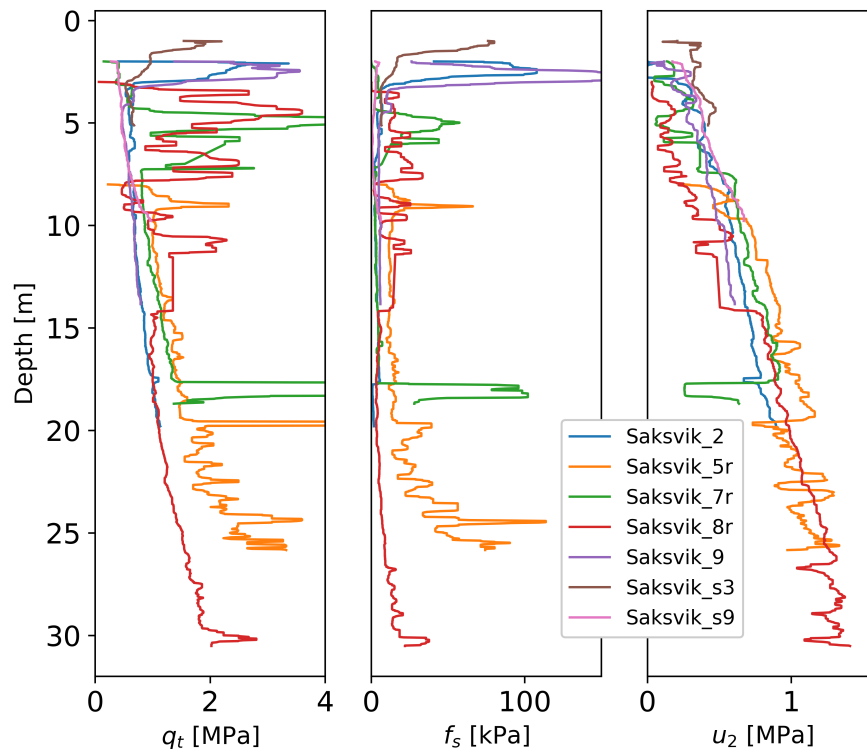 0
5
10
15
20
25
30
Depth [m]
0 2 4
q_t [MPa]
0 100
f_s [kPa]
0 1
u_2 [MPa]
Saksvik_2
Saksvik_5r
Saksvik_7r
Saksvik_8r
Saksvik_9
Saksvik_s3
Saksvik_s9